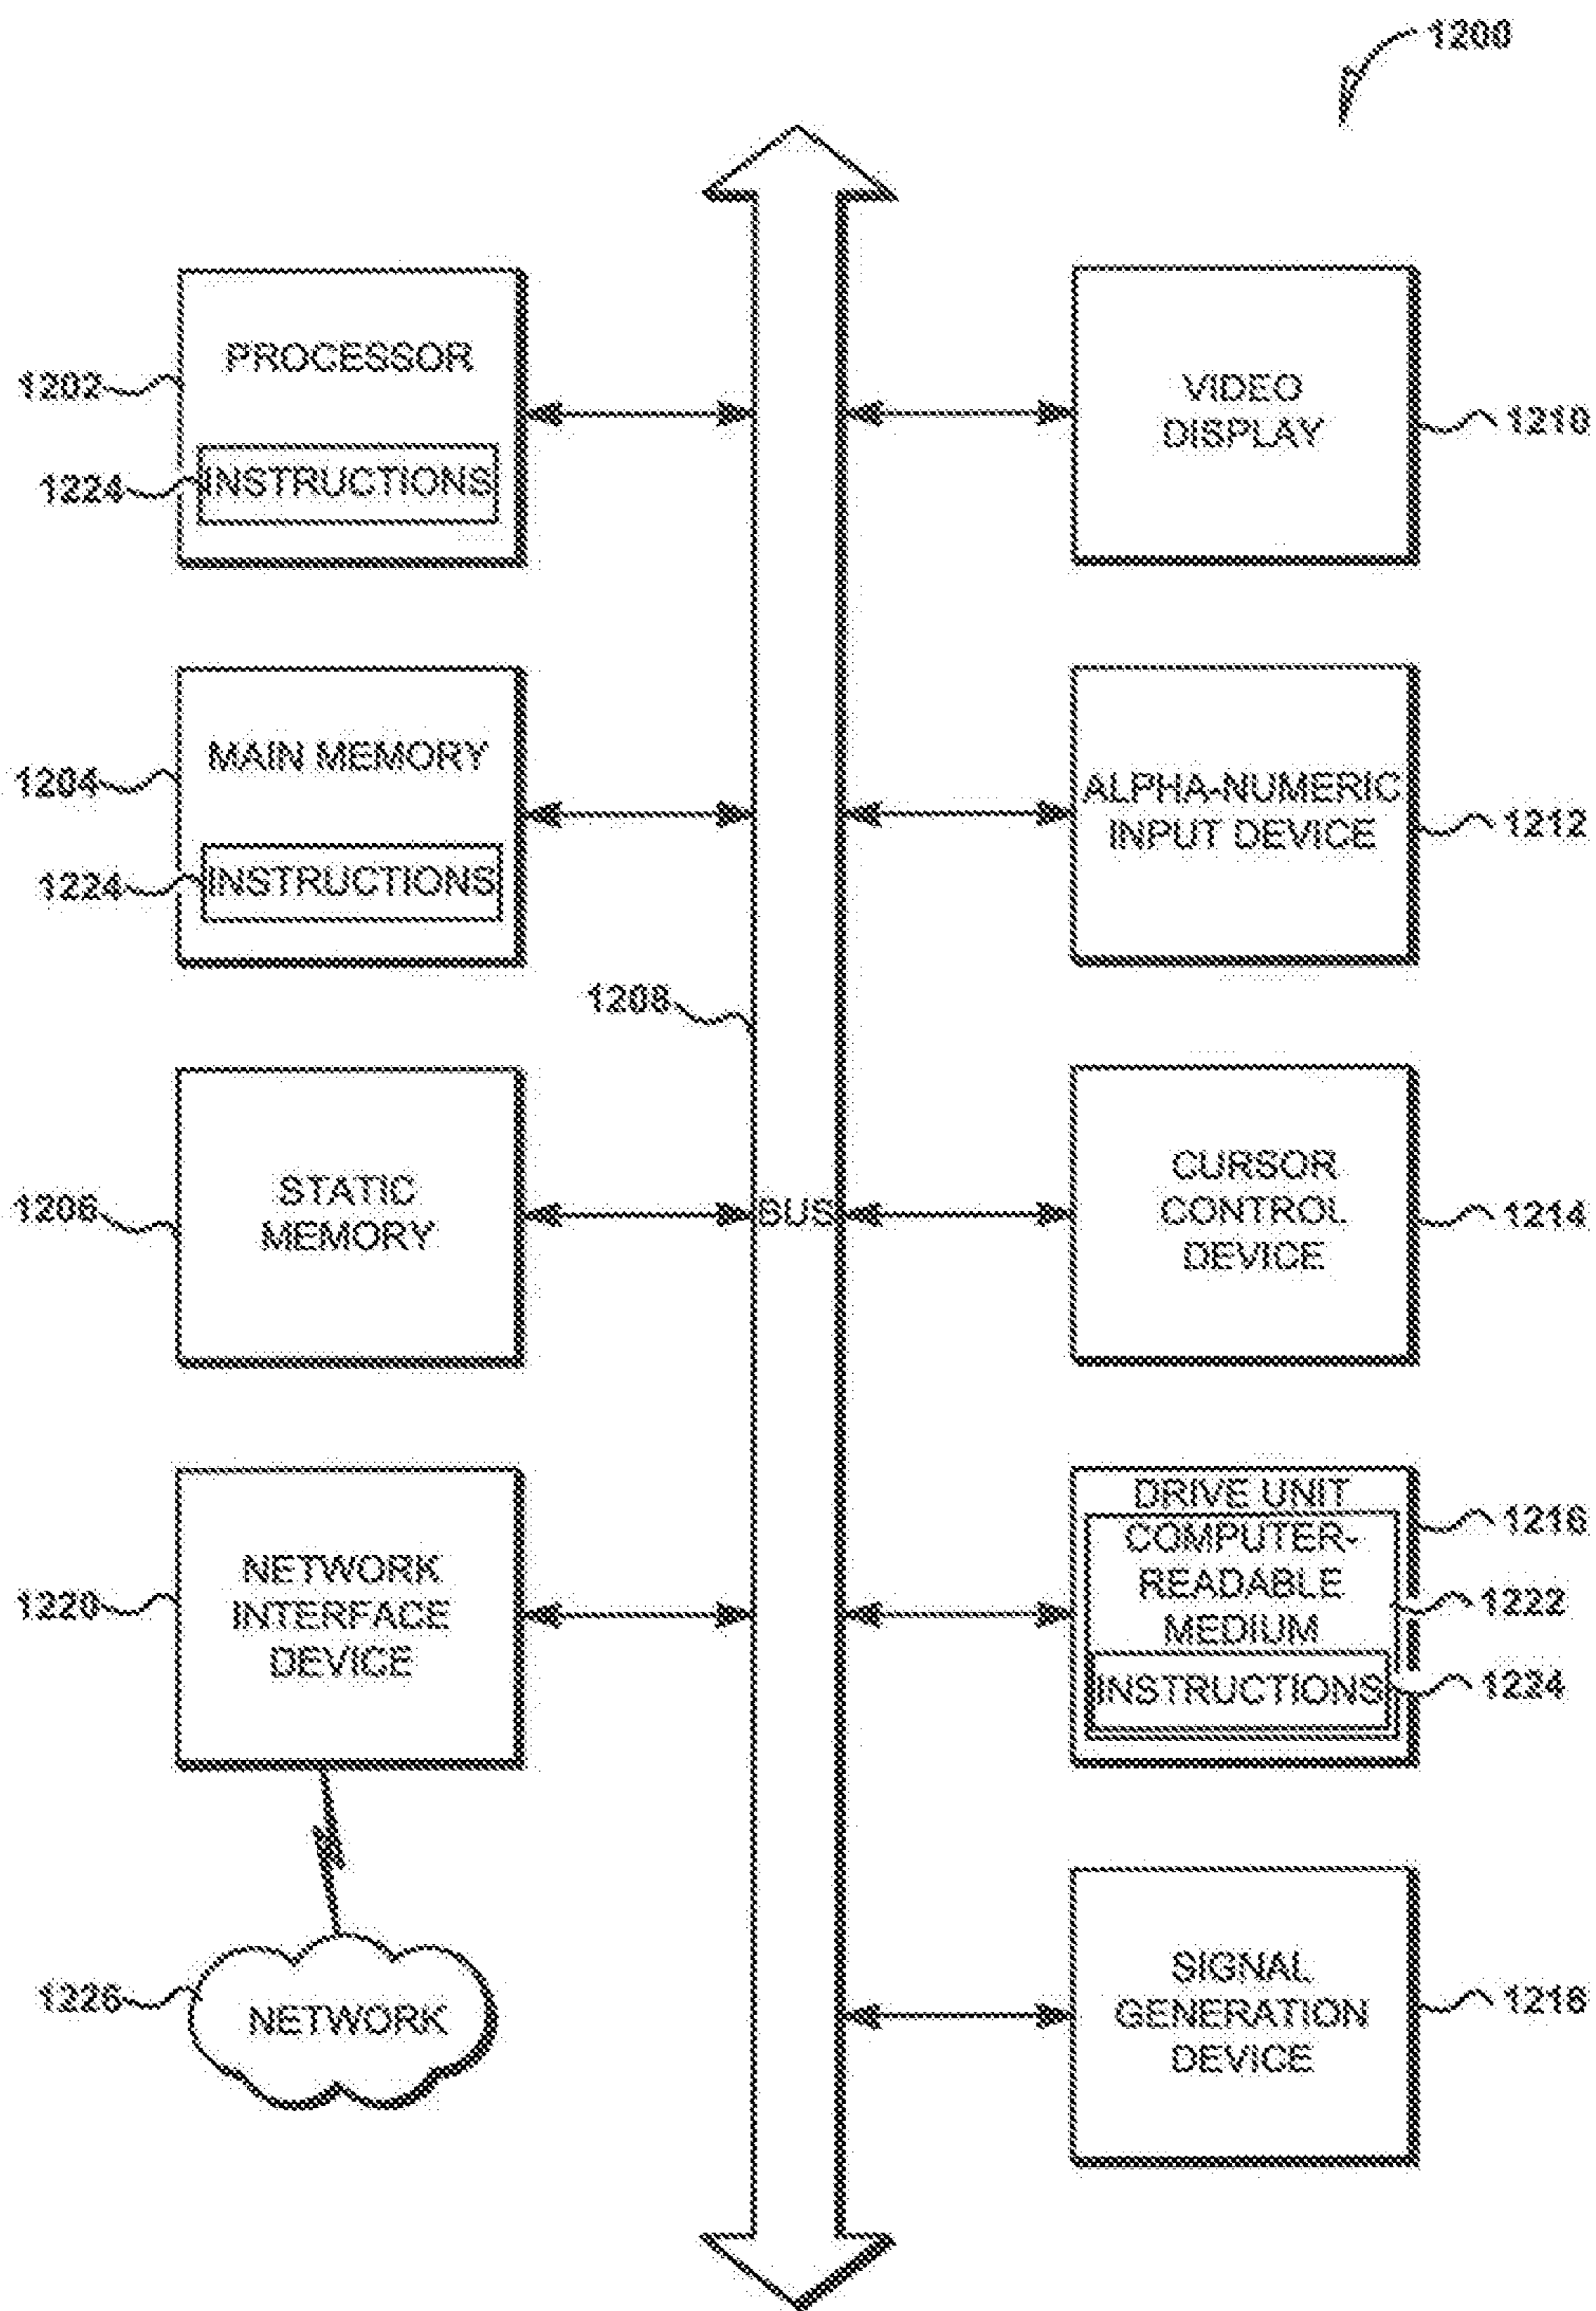 1200
PROCESSOR
1202
1224
INSTRUCTIONS
VIDEO
DISPLAY
1210
MAIN MEMORY
1204
1224
INSTRUCTIONS
ALPHA-NUMERIC
INPUT DEVICE
1212
1208
STATIC
MEMORY
1206
BUS
CURSOR
CONTROL
DEVICE
1214
NETWORK
INTERFACE
DEVICE
1220
DRIVE UNIT
1216
COMPUTER-
READABLE
MEDIUM
1222
INSTRUCTIONS
1224
NETWORK
1226
SIGNAL
GENERATION
DEVICE
1218